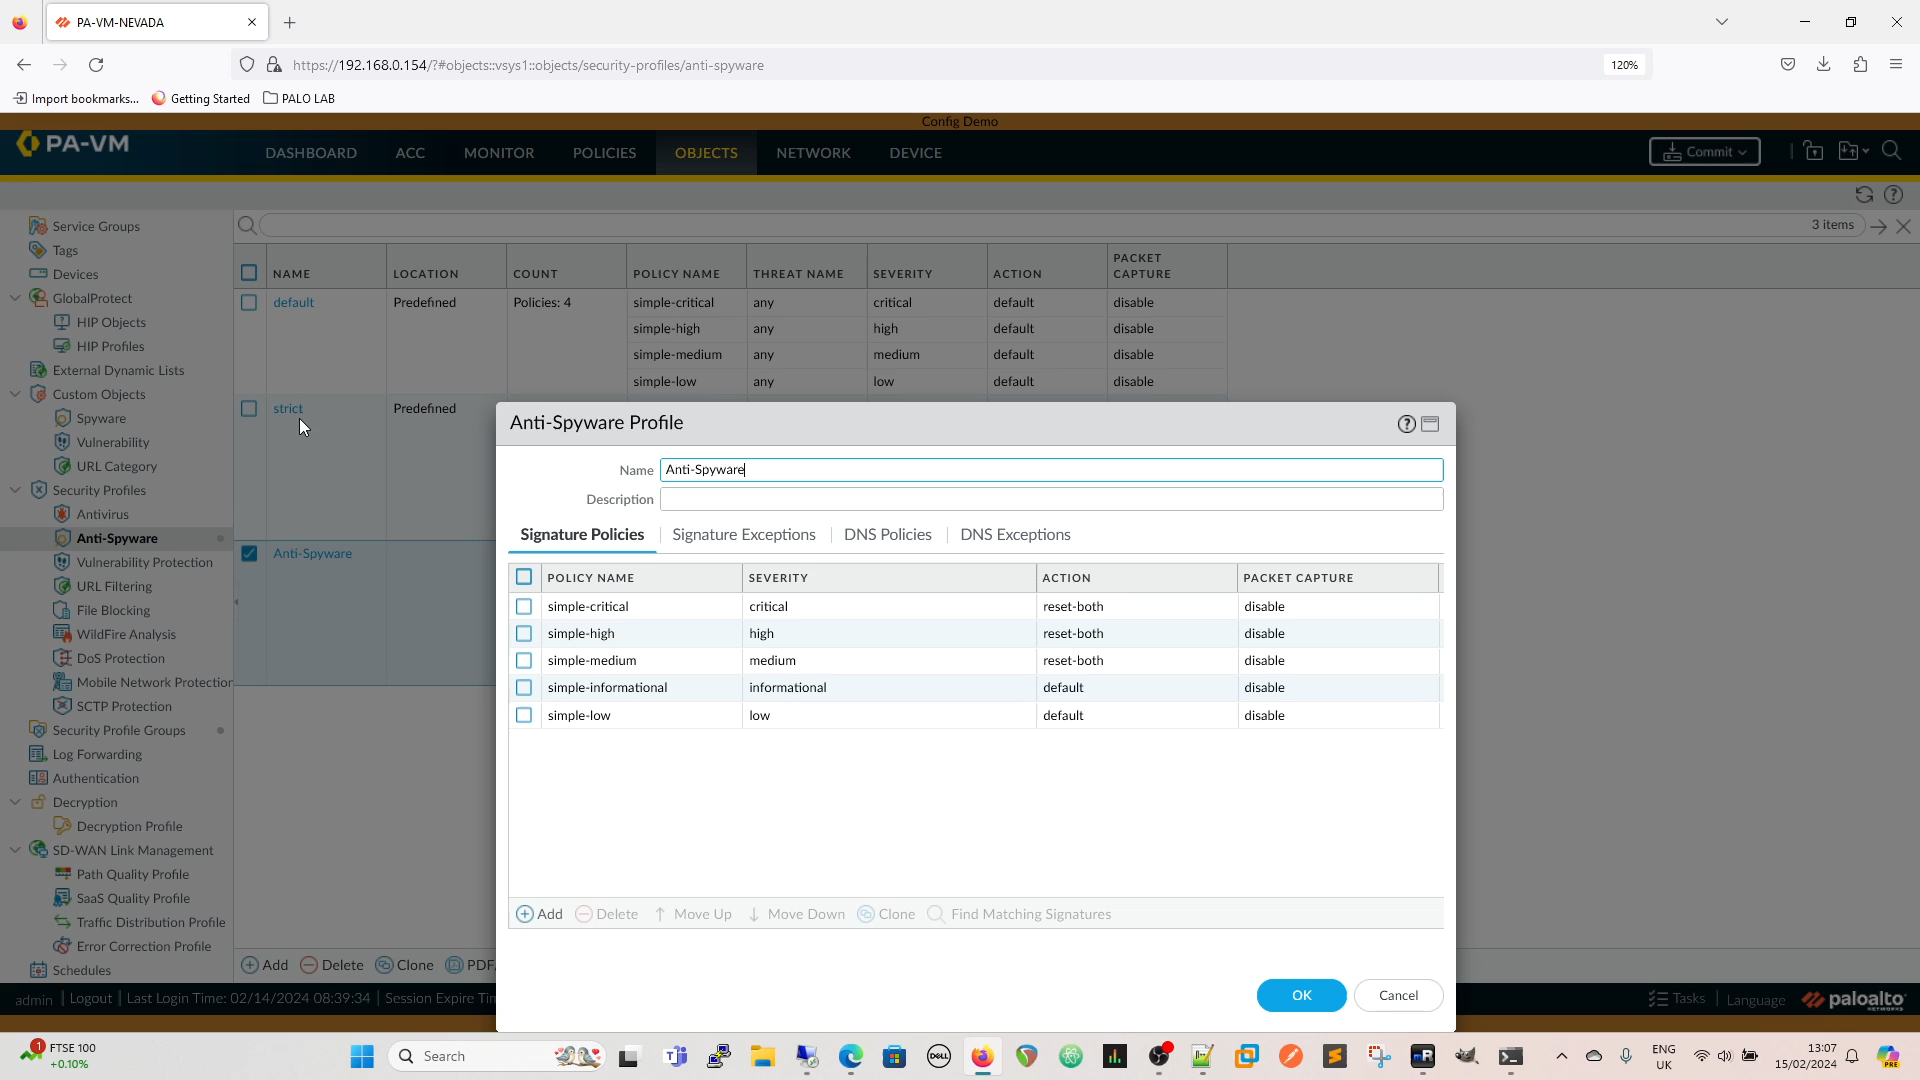 PA-VM-NEVADA
https://192.168.0.154/?#objects::vsys1::objects/security-profiles/anti-spyware
120%
Import bookmarks...
Getting Started
PALO LAB
Config Demo
PA-VM
DASHBOARD
ACC
MONITOR
POLICIES
OBJECTS
NETWORK
DEVICE
Commit
3 items
Service Groups
Tags
Devices
GlobalProtect
HIP Objects
HIP Profiles
External Dynamic Lists
Custom Objects
Spyware
Vulnerability
URL Category
Security Profiles
Antivirus
Anti-Spyware
Vulnerability Protection
URL Filtering
File Blocking
WildFire Analysis
DoS Protection
Mobile Network Protection
SCTP Protection
Security Profile Groups
Log Forwarding
Authentication
Decryption
Decryption Profile
SD-WAN Link Management
Path Quality Profile
SaaS Quality Profile
Traffic Distribution Profile
Error Correction Profile
Schedules
NAME LOCATION COUNT POLICY NAME THREAT NAME SEVERITY ACTION PACKET CAPTURE
default Predefined Policies: 4 simple-critical any critical default disable
simple-high any high default disable
simple-medium any medium default disable
simple-low any low default disable
strict Predefined
Anti-Spyware
Add Delete Clone PDF
Anti-Spyware Profile
Name Anti-Spyware
Description
Signature Policies Signature Exceptions DNS Policies DNS Exceptions
POLICY NAME SEVERITY ACTION PACKET CAPTURE
simple-critical critical reset-both disable
simple-high high reset-both disable
simple-medium medium reset-both disable
simple-informational informational default disable
simple-low low default disable
Add Delete Move Up Move Down Clone Find Matching Signatures
OK Cancel
admin | Logout | Last Login Time: 02/14/2024 08:39:34 | Session Expire Tim
Tasks | Language paloalto
NETWORKS
1
FTSE 100
+0.10%
Search
DELL
PRE
ENG
UK
13:07
15/02/2024